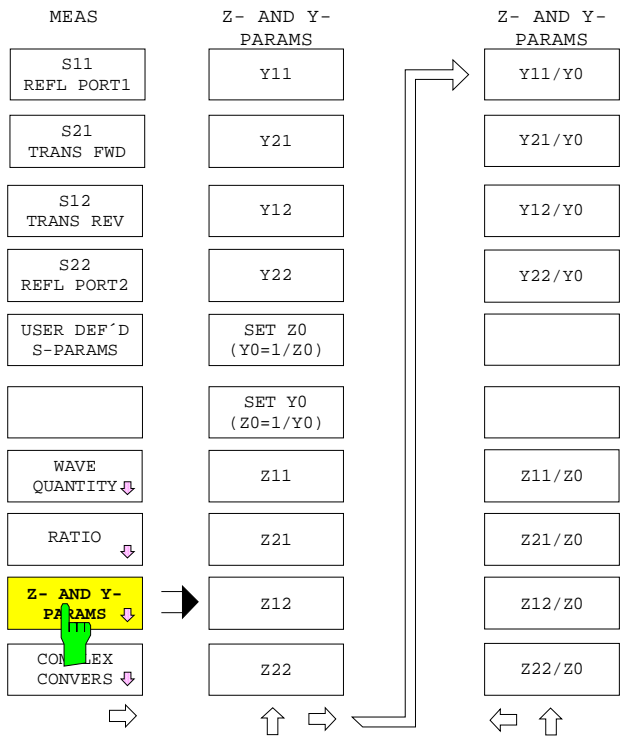 MEAS
S11
REFL PORT1
S21
TRANS FWD
S12
TRANS REV
S22
REFL PORT2
USER DEF´D
S-PARAMS
WAVE
QUANTITY
RATIO
Z- AND Y-
PARAMS
CONVERS
Z- AND Y-
PARAMS
Y11
Y21
Y12
Y22
SET Z0
(Y0=1/Z0)
SET Y0
(Z0=1/Y0)
Z11
Z21
Z12
Z22
Z- AND Y-
PARAMS
Y11/Y0
Y21/Y0
Y12/Y0
Y22/Y0
Z11/Z0
Z21/Z0
Z12/Z0
Z22/Z0